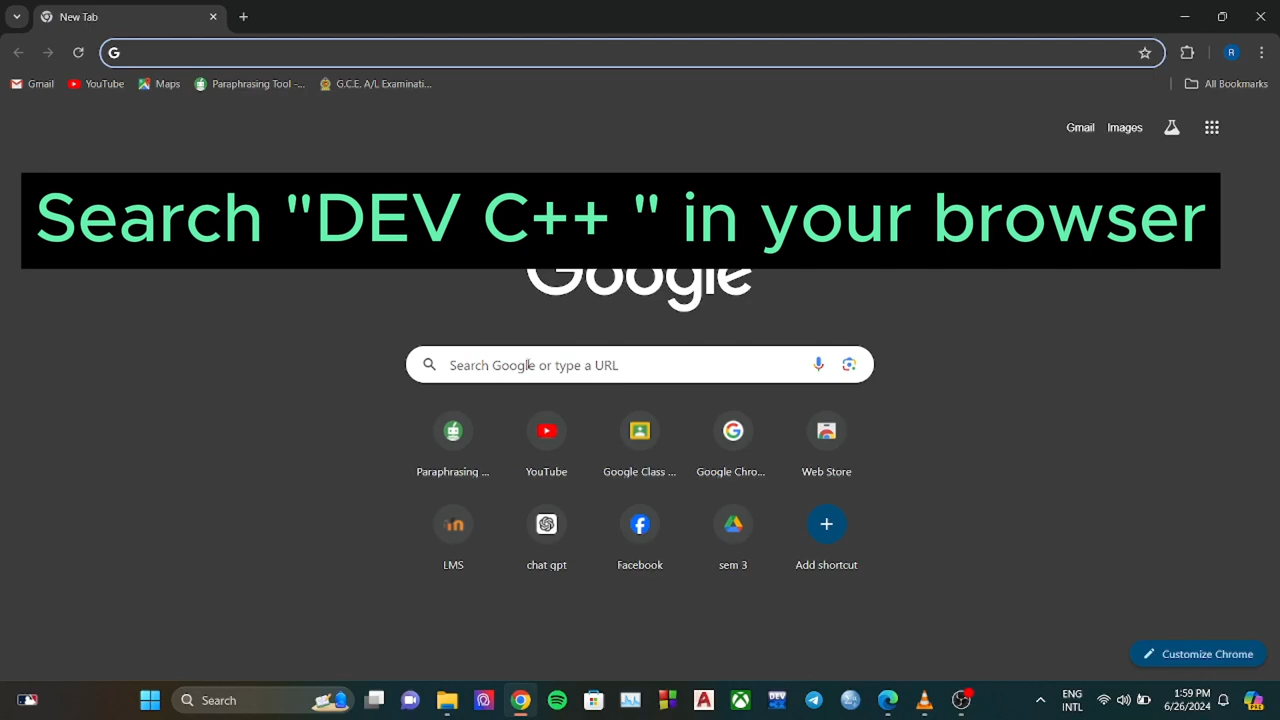 New Tab
Gmail
YouTube
Maps
Paraphrasing Tool -...
G.C.E. A/L Examinati...
R
All Bookmarks
Gmail
Images
Search "DEV C++ " in your browser
Google
Search Google or type a URL
Paraphrasing ...
YouTube
Google Class ...
Google Chro...
Web Store
LMS
chat gpt
Facebook
sem 3
Add shortcut
Customize Chrome
Search
DEV
ENG
INTL
1:59 PM
6/26/2024